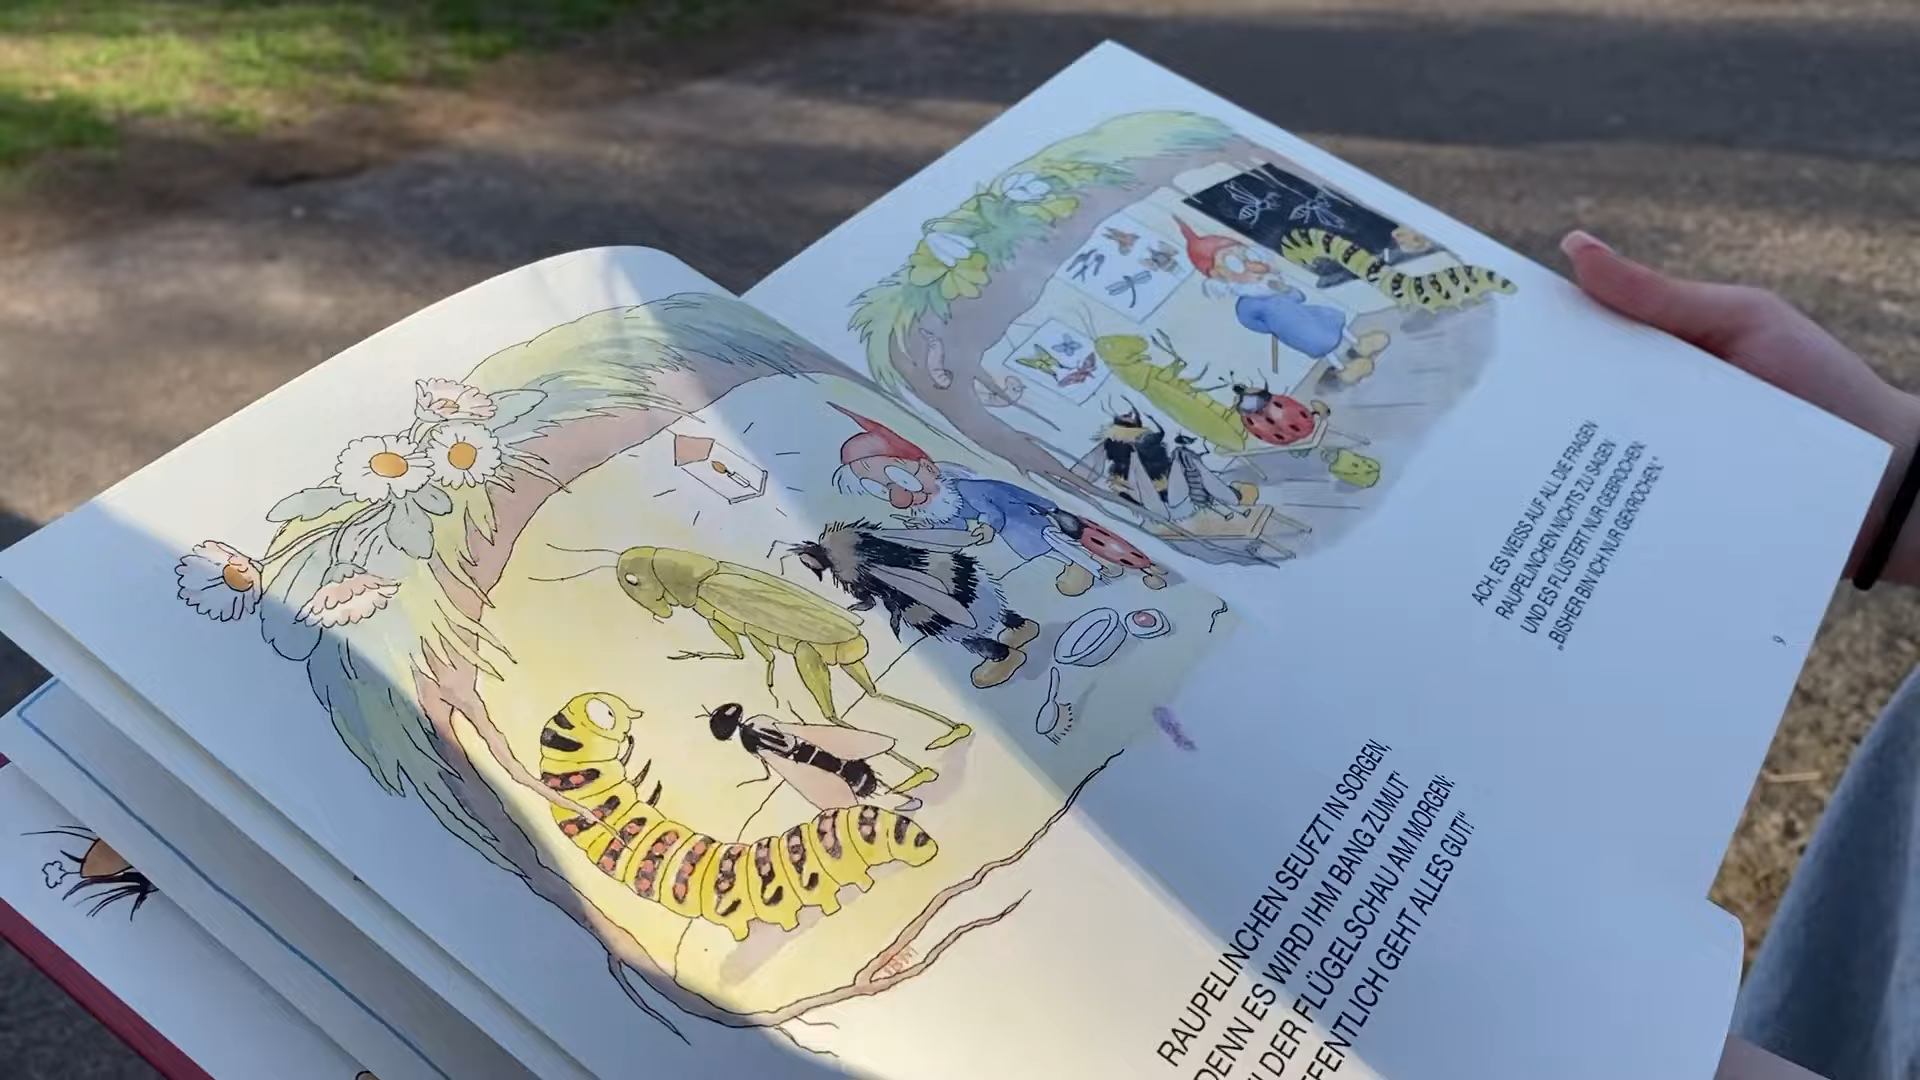 RAUPELINCHEN SEUFZT IN SORGEN,
DENN ES WIRD IHM BANG ZUMUT'
DER FLÜGELSCHAU AM MORGEN:
FFENTLICH GEHT ALLES GUT!"
ACH, ES WEISS AUF ALL DIE FRAGEN
RAUPELINCHEN NICHTS ZU SAGEN
UND ES FLÜSTERT NUR GEBROCHEN:
„BISHER BIN ICH NUR GEKROCHEN."
9